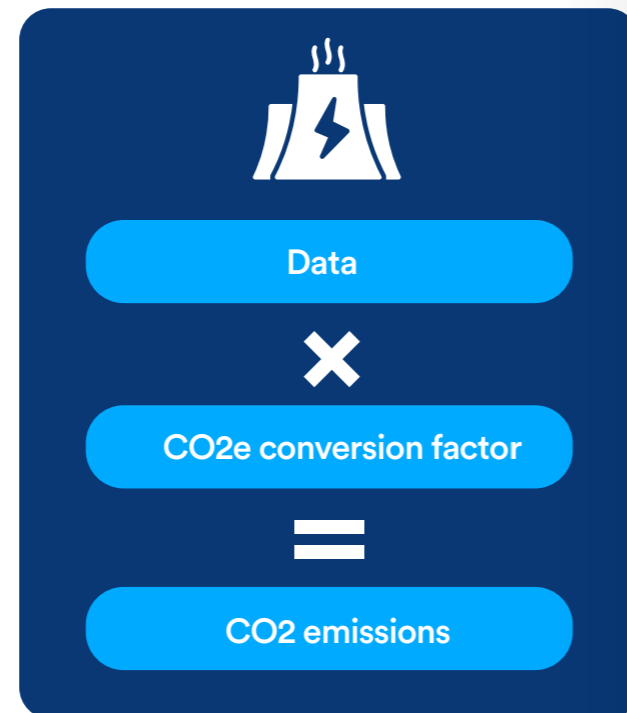 Data
×
CO2e conversion factor
=
CO2 emissions